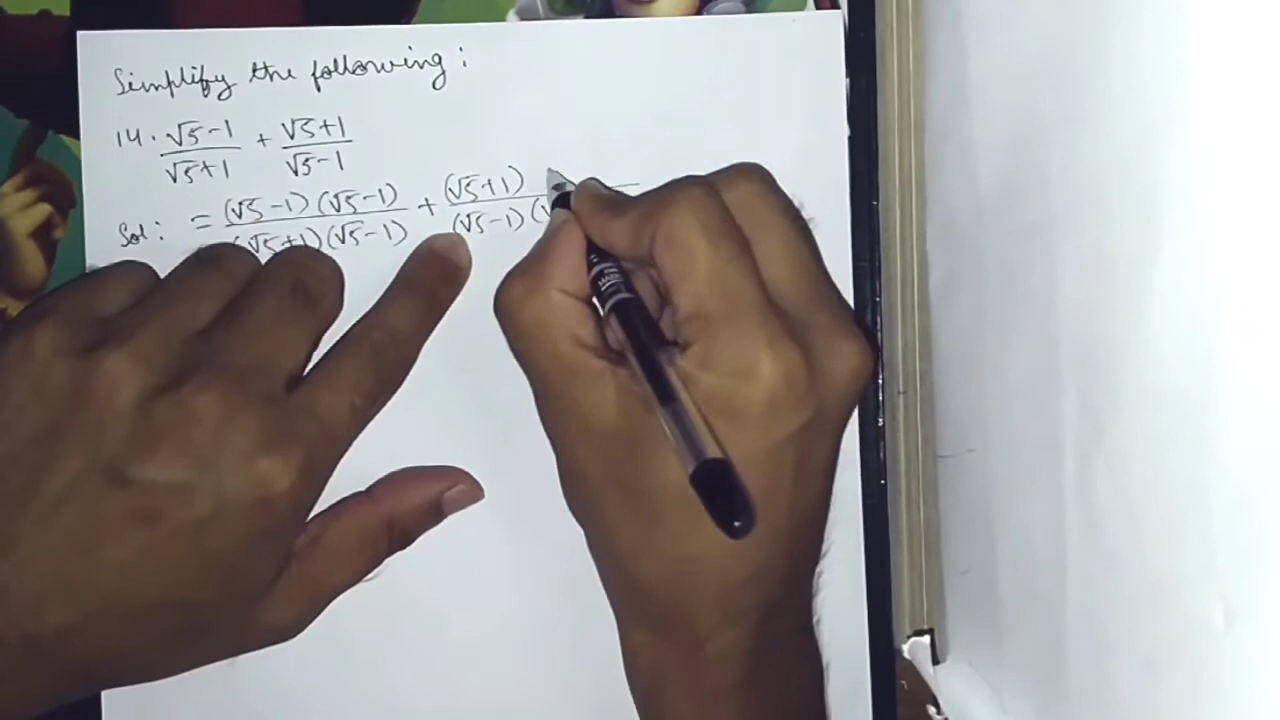 Simplify the following :
14. (√5-1)/(√5+1) + (√5+1)/(√5-1)
Sol: = (√5-1)(√5-1)/(√5+1)(√5-1) + (√5+1)/(√5-1)(